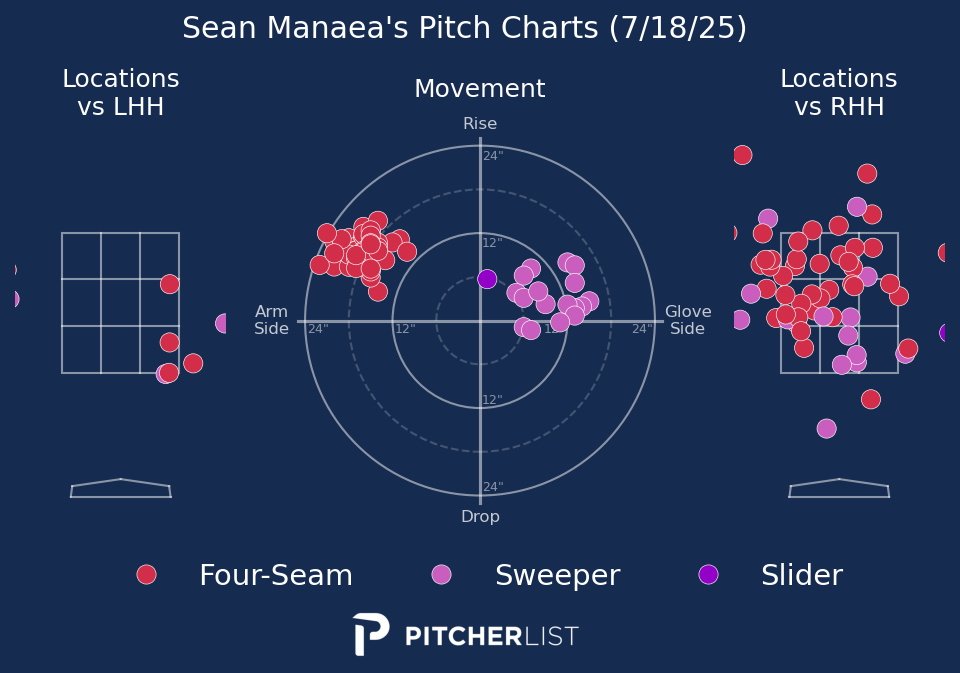 Sean Manaea's Pitch Charts (7/18/25)
Locations
vs LHH
Movement
Locations
vs RHH
Rise
24"
12"
Arm
Side
24"
12"
12"
24"
Glove
Side
12"
24"
Drop
Four-Seam
Sweeper
Slider
PITCHERLIST